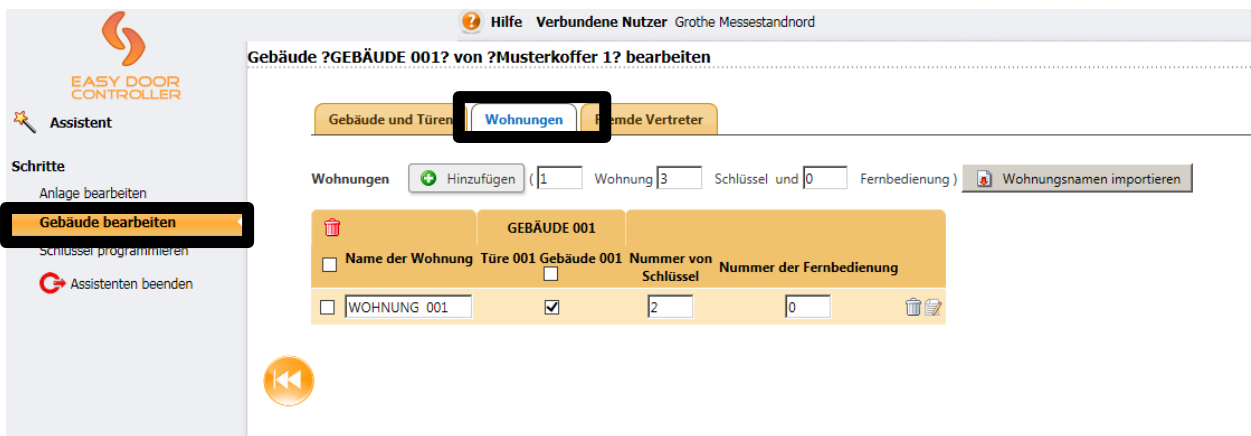 Hilfe Verbundene Nutzer Grothe Messestandnord
EASY DOOR
CONTROLLER
Assistent
Schritte
Anlage bearbeiten
Gebäude bearbeiten
Schlüssel programmieren
Assistenten beenden
Gebäude ?GEBÄUDE 001? von ?Musterkoffer 1? bearbeiten
Gebäude und Türen Wohnungen Fremde Vertreter
Wohnungen Hinzufügen ( 1 Wohnung 3 Schlüssel und 0 Fernbedienung ) Wohnungsnamen importieren
GEBÄUDE 001
Name der Wohnung Türe 001 Gebäude 001 Nummer von Schlüssel Nummer der Fernbedienung
WOHNUNG 001 2 0